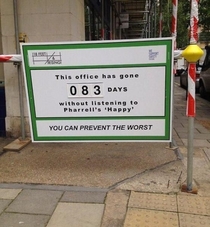 This office has gone
083 DAYS
without listening to
Pharrell's 'Happy'
YOU CAN PREVENT THE WORST